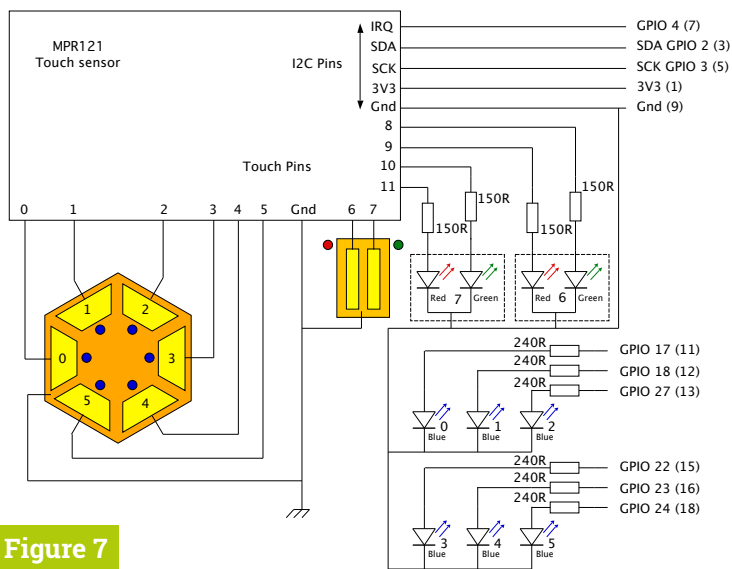 IRQ
GPIO 4 (7)
MPR121
Touch sensor
SDA
SDA GPIO 2 (3)
I2C Pins
SCK
SCK GPIO 3 (5)
3V3
3V3 (1)
Gnd
Gnd (9)
8
9
Touch Pins
10
11
0 1 2 3 4 5 Gnd 6 7
150R 150R 150R 150R
Red 7 Green
Red 6 Green
1 2
0 3
5 4
240R GPIO 17 (11)
240R GPIO 18 (12)
240R GPIO 27 (13)
0 1 2
Blue Blue Blue
240R GPIO 22 (15)
240R GPIO 23 (16)
240R GPIO 24 (18)
3 4 5
Blue Blue Blue
Figure 7